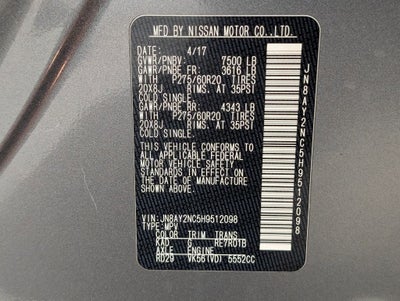 MFD BY NISSAN MOTOR CO.,LTD.
4/17
GVWR/PNBV: 7500 LB
GAWR/PNBE FR: 3616 LB
WITH P275/60R20 TIRES,
20X8J RIMS, AT 35PSI
COLD SINGLE.
GAWR/PNBE RR: 4343 LB
WITH P275/60R20 TIRES,
20X8J RIMS, AT 35PSI
COLD SINGLE.
THIS VEHICLE CONFORMS TO
ALL APPLICABLE FEDERAL MOTOR
VEHICLE SAFETY STANDARDS
IN EFFECT ON THE DATE OF
MANUFACTURE SHOWN ABOVE.
VIN:JN8AY2NC5H9512098
TYPE:MPV
COLOR TRIM TRANS
KAD G RE7R01B
AXLE ENGINE
RD29 VK56(VD) 5552CC
JN8AY2NC5H9512098